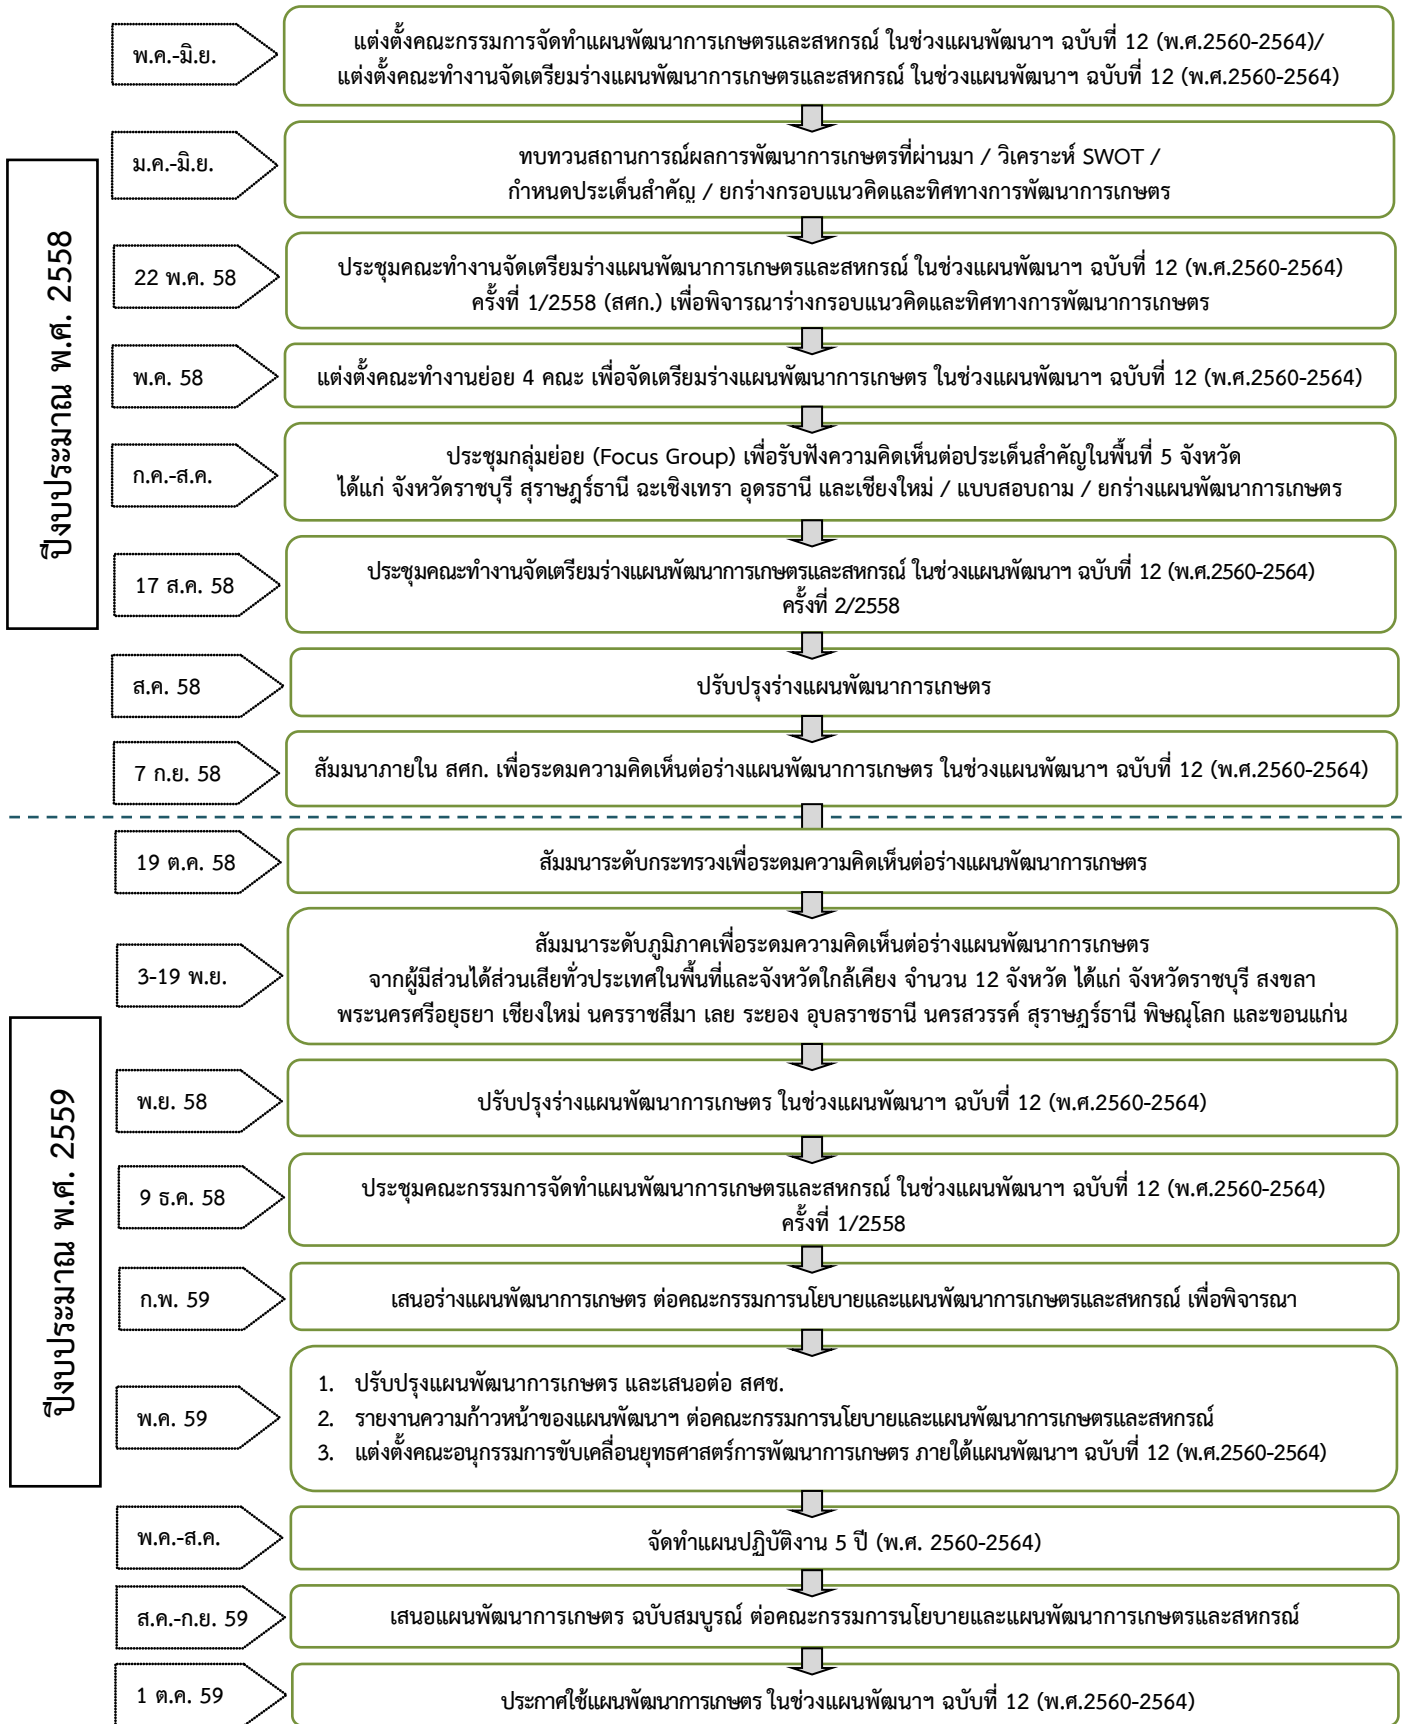 ปีงบประมาณ พ.ศ. 2558
พ.ค.-มิ.ย.
แต่งตั้งคณะกรรมการจัดทำแผนพัฒนาการเกษตรและสหกรณ์ ในช่วงแผนพัฒนาฯ ฉบับที่ 12 (พ.ศ.2560-2564)/
แต่งตั้งคณะทำงานจัดเตรียมร่างแผนพัฒนาการเกษตรและสหกรณ์ ในช่วงแผนพัฒนาฯ ฉบับที่ 12 (พ.ศ.2560-2564)
ม.ค.-มิ.ย.
ทบทวนสถานการณ์ผลการพัฒนาการเกษตรที่ผ่านมา / วิเคราะห์ SWOT /
กำหนดประเด็นสำคัญ / ยกร่างกรอบแนวคิดและทิศทางการพัฒนาการเกษตร
22 พ.ค. 58
ประชุมคณะทำงานจัดเตรียมร่างแผนพัฒนาการเกษตรและสหกรณ์ ในช่วงแผนพัฒนาฯ ฉบับที่ 12 (พ.ศ.2560-2564)
ครั้งที่ 1/2558 (สศก.) เพื่อพิจารณาร่างกรอบแนวคิดและทิศทางการพัฒนาการเกษตร
พ.ค. 58
แต่งตั้งคณะทำงานย่อย 4 คณะ เพื่อจัดเตรียมร่างแผนพัฒนาการเกษตร ในช่วงแผนพัฒนาฯ ฉบับที่ 12 (พ.ศ.2560-2564)
ก.ค.-ส.ค.
ประชุมกลุ่มย่อย (Focus Group) เพื่อรับฟังความคิดเห็นต่อประเด็นสำคัญในพื้นที่ 5 จังหวัด
ได้แก่ จังหวัดราชบุรี สุราษฎร์ธานี ฉะเชิงเทรา อุดรธานี และเชียงใหม่ / แบบสอบถาม / ยกร่างแผนพัฒนาการเกษตร
17 ส.ค. 58
ประชุมคณะทำงานจัดเตรียมร่างแผนพัฒนาการเกษตรและสหกรณ์ ในช่วงแผนพัฒนาฯ ฉบับที่ 12 (พ.ศ.2560-2564)
ครั้งที่ 2/2558
ส.ค. 58
ปรับปรุงร่างแผนพัฒนาการเกษตร
7 ก.ย. 58
สัมมนาภายใน สศก. เพื่อระดมความคิดเห็นต่อร่างแผนพัฒนาการเกษตร ในช่วงแผนพัฒนาฯ ฉบับที่ 12 (พ.ศ.2560-2564)
ปีงบประมาณ พ.ศ. 2559
19 ต.ค. 58
สัมมนาระดับกระทรวงเพื่อระดมความคิดเห็นต่อร่างแผนพัฒนาการเกษตร
3-19 พ.ย.
สัมมนาระดับภูมิภาคเพื่อระดมความคิดเห็นต่อร่างแผนพัฒนาการเกษตร
จากผู้มีส่วนได้ส่วนเสียทั่วประเทศในพื้นที่และจังหวัดใกล้เคียง จำนวน 12 จังหวัด ได้แก่ จังหวัดราชบุรี สงขลา
พระนครศรีอยุธยา เชียงใหม่ นครราชสีมา เลย ระยอง อุบลราชธานี นครสวรรค์ สุราษฎร์ธานี พิษณุโลก และขอนแก่น
พ.ย. 58
ปรับปรุงร่างแผนพัฒนาการเกษตร ในช่วงแผนพัฒนาฯ ฉบับที่ 12 (พ.ศ.2560-2564)
9 ธ.ค. 58
ประชุมคณะกรรมการจัดทำแผนพัฒนาการเกษตรและสหกรณ์ ในช่วงแผนพัฒนาฯ ฉบับที่ 12 (พ.ศ.2560-2564)
ครั้งที่ 1/2558
ก.พ. 59
เสนอร่างแผนพัฒนาการเกษตร ต่อคณะกรรมการนโยบายและแผนพัฒนาการเกษตรและสหกรณ์ เพื่อพิจารณา
พ.ค. 59
1. ปรับปรุงแผนพัฒนาการเกษตร และเสนอต่อ สศช.
2. รายงานความก้าวหน้าของแผนพัฒนาฯ ต่อคณะกรรมการนโยบายและแผนพัฒนาการเกษตรและสหกรณ์
3. แต่งตั้งคณะอนุกรรมการขับเคลื่อนยุทธศาสตร์การพัฒนาการเกษตร ภายใต้แผนพัฒนาฯ ฉบับที่ 12 (พ.ศ.2560-2564)
พ.ค.-ส.ค.
จัดทำแผนปฏิบัติงาน 5 ปี (พ.ศ. 2560-2564)
ส.ค.-ก.ย. 59
เสนอแผนพัฒนาการเกษตร ฉบับสมบูรณ์ ต่อคณะกรรมการนโยบายและแผนพัฒนาการเกษตรและสหกรณ์
1 ต.ค. 59
ประกาศใช้แผนพัฒนาการเกษตร ในช่วงแผนพัฒนาฯ ฉบับที่ 12 (พ.ศ.2560-2564)